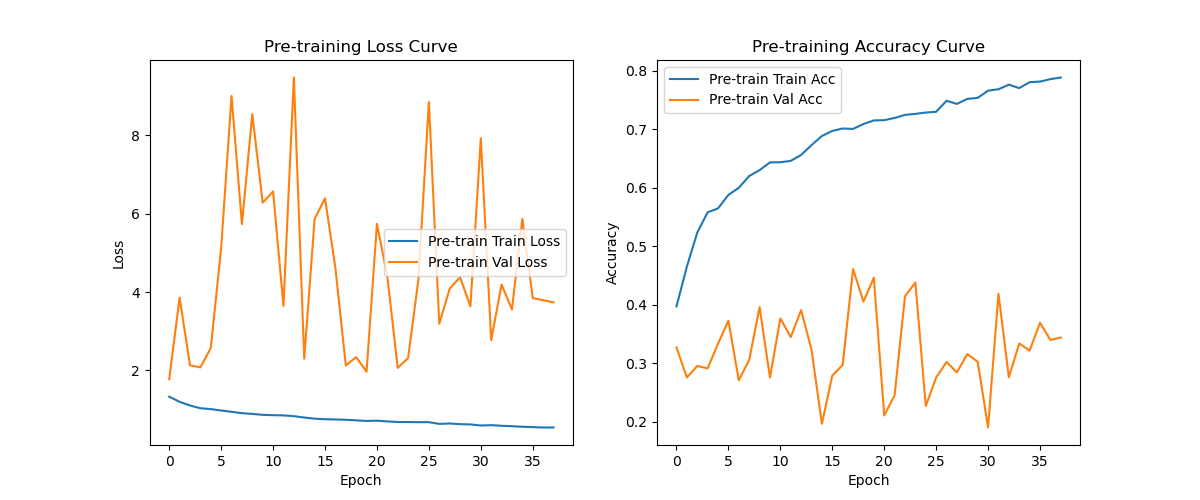 Pre-training Loss Curve
Loss
8
6
4
2
Pre-train Train Loss
Pre-train Val Loss
0 5 10 15 20 25 30 35
Epoch
Pre-training Accuracy Curve
Accuracy
0.8
0.7
0.6
0.5
0.4
0.3
0.2
Pre-train Train Acc
Pre-train Val Acc
0 5 10 15 20 25 30 35
Epoch